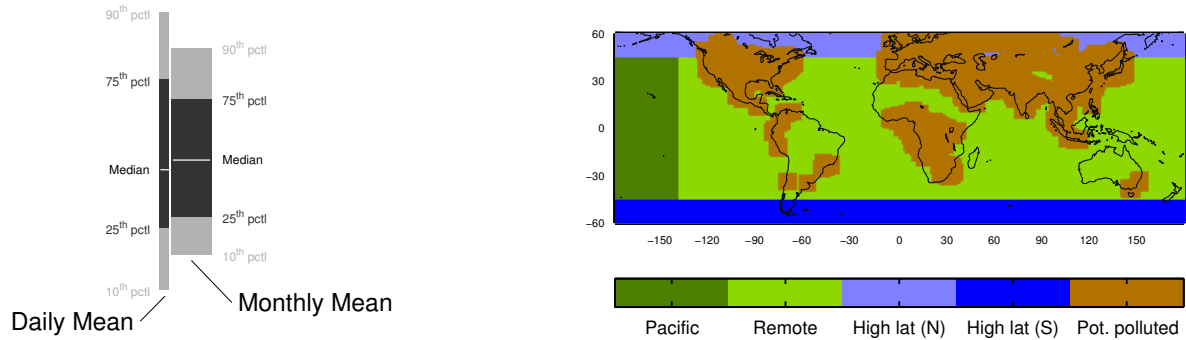 90th pctl
90th pctl
75th pctl
75th pctl
Median
Median
25th pctl
25th pctl
10th pctl
10th pctl
Monthly Mean
Daily Mean
60
30
0
−30
−60
−150 −120 −90 −60 −30 0 30 60 90 120 150
Pacific Remote High lat (N) High lat (S) Pot. polluted